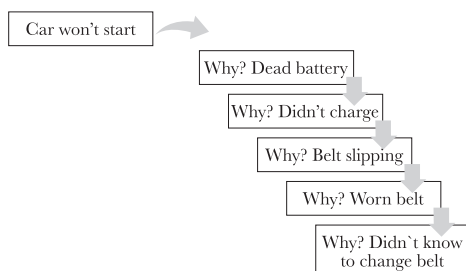 Car won’t start
Why? Dead battery
Why? Didn’t charge
Why? Belt slipping
Why? Worn belt
Why? Didn`t know
to change belt